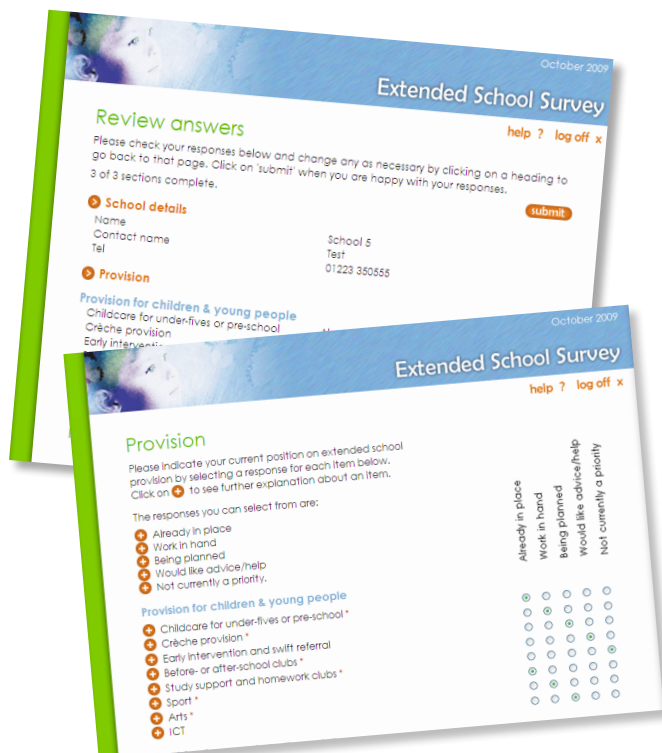 October 2009
Extended School Survey
help ? log off x
Review answers
Please check your responses below and change any as necessary by clicking on a heading to
go back to that page. Click on 'submit' when you are happy with your responses.
3 of 3 sections complete.
submit
School details
Name School 5
Contact name Test
Tel 01223 350555
Provision
Provision for children & young people
Childcare for under-fives or pre-school
Crèche provision
Early
October 2009
Extended School Survey
help ? log off x
Provision
Please indicate your current position on extended school
provision by selecting a response for each item below.
Click on + to see further explanation about an item.
The responses you can select from are:
Already in place
Work in hand
Being planned
Would like advice/help
Not currently a priority.
Already in place
Work in hand
Being planned
Would like advice/help
Not currently a priority
Provision for children & young people
Childcare for under-fives or pre-school *
Crèche provision *
Early intervention and swift referral
Before- or after-school clubs *
Study support and homework clubs *
Sport *
Arts *
ICT